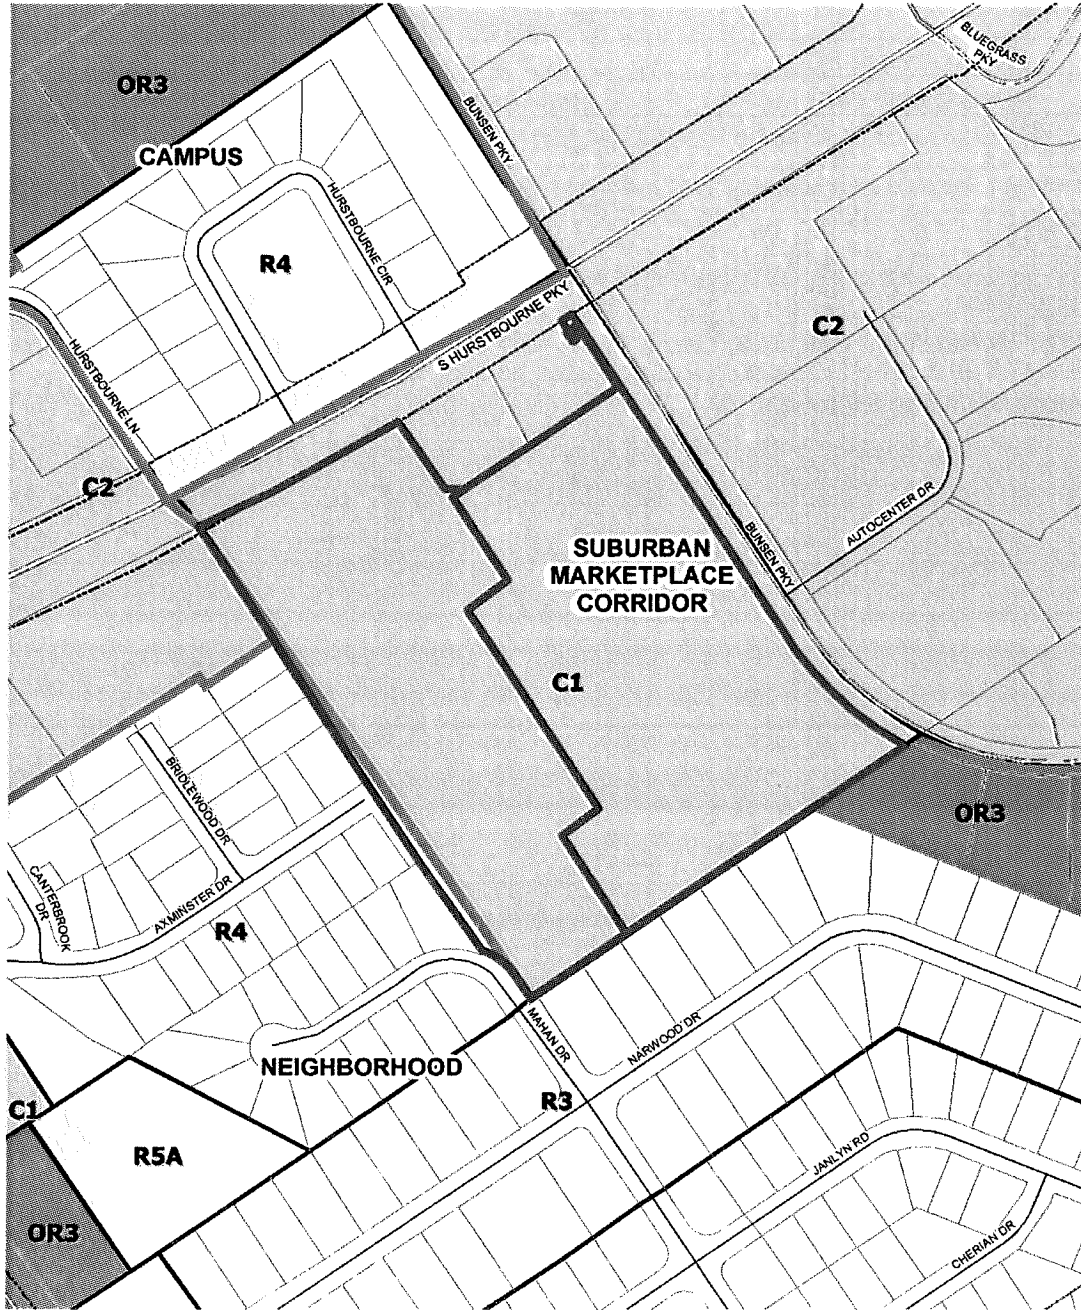 BLUEGRASS
PKY
OR3
BUNSEN PKY
CAMPUS
HURSTBOURNE CIR
R4
S HURSTBOURNE PKY
C2
HURSTBOURNE LN
C2
AUTOCENTER DR
SUBURBAN
MARKETPLACE
CORRIDOR
BUNSEN PKY
C1
BRIDLEWOOD DR
OR3
CANTERBROOK
DR
AXMINSTER DR
R4
MAHAN DR
NARWOOD DR
NEIGHBORHOOD
C1
R3
R5A
JANLYN RD
OR3
CHERIAN DR